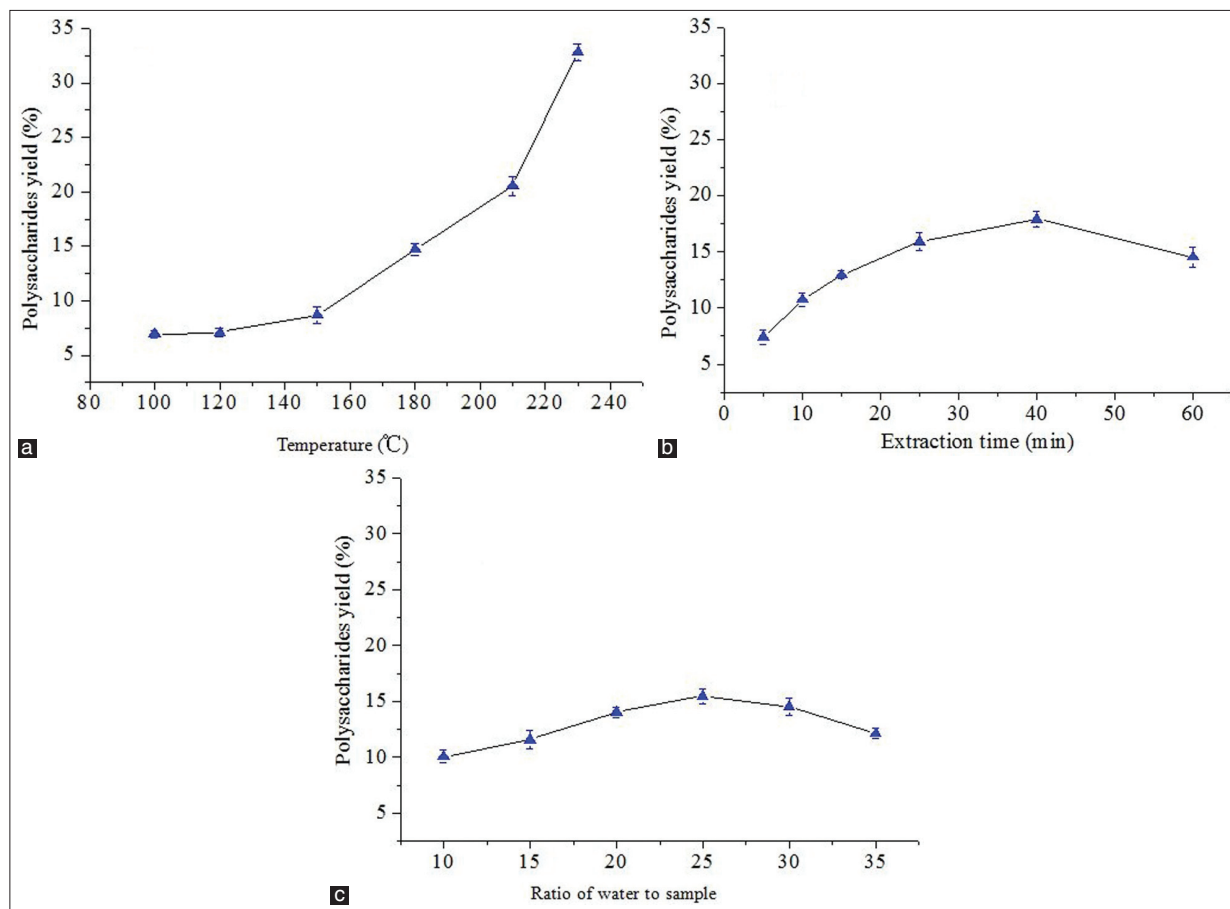 35
30
25
20
15
10
5
Polysaccharides yield (%)
80 100 120 140 160 180 200 220 240
Temperature (℃)
a
35
30
25
20
15
10
5
Polysaccharides yield (%)
0 10 20 30 40 50 60
Extraction time (min)
b
35
30
25
20
15
10
5
Polysaccharides yield (%)
10 15 20 25 30 35
Ratio of water to sample
c